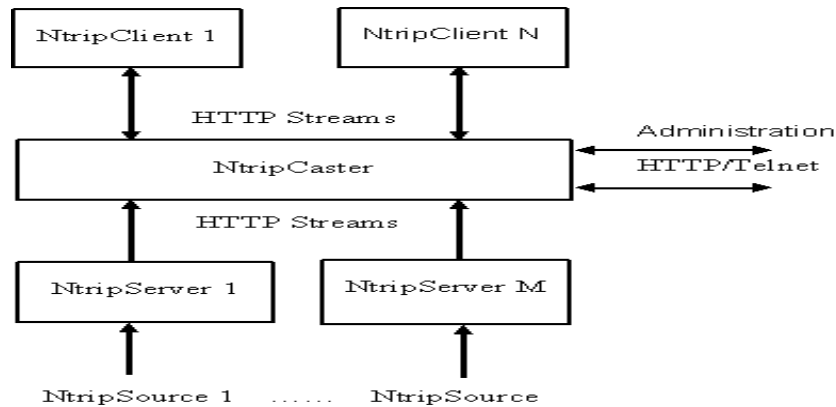 NtripClient 1
NtripClient N
HTTP Streams
Administration
NtripCaster
HTTP/Telnet
HTTP Streams
NtripServer 1
NtripServer M
NtripSource 1 ...... NtripSource